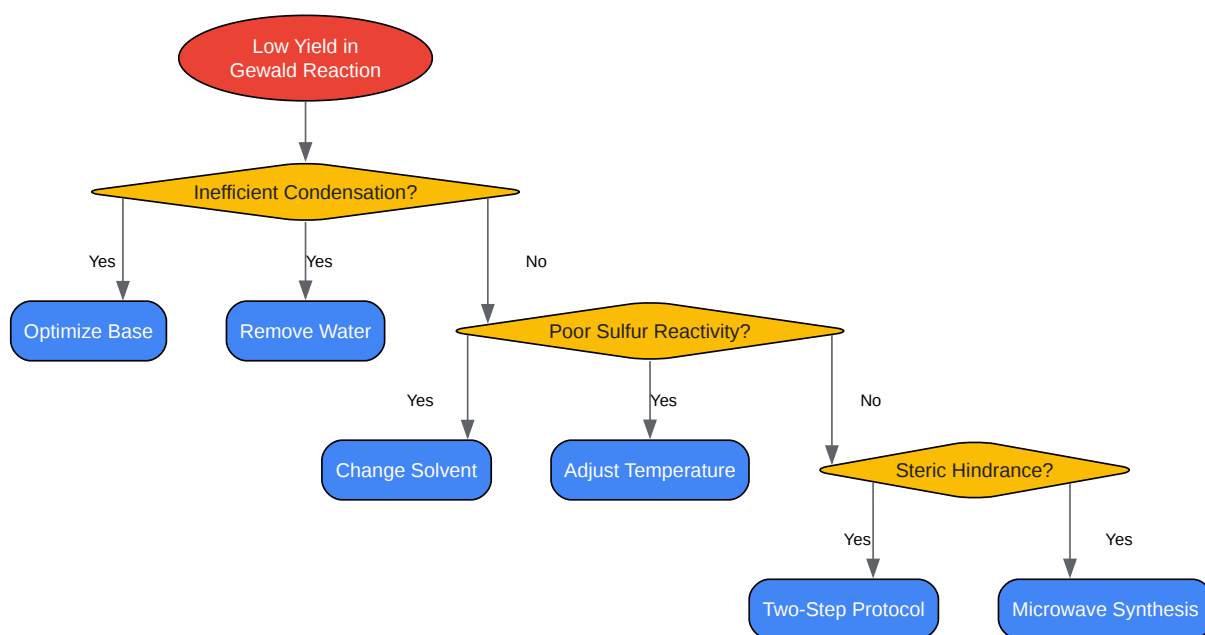 Low Yield in
Gewald Reaction
Inefficient Condensation?
Yes
Yes
No
Optimize Base
Remove Water
Poor Sulfur Reactivity?
Yes
Yes
No
Change Solvent
Adjust Temperature
Steric Hindrance?
Yes
Yes
Two-Step Protocol
Microwave Synthesis